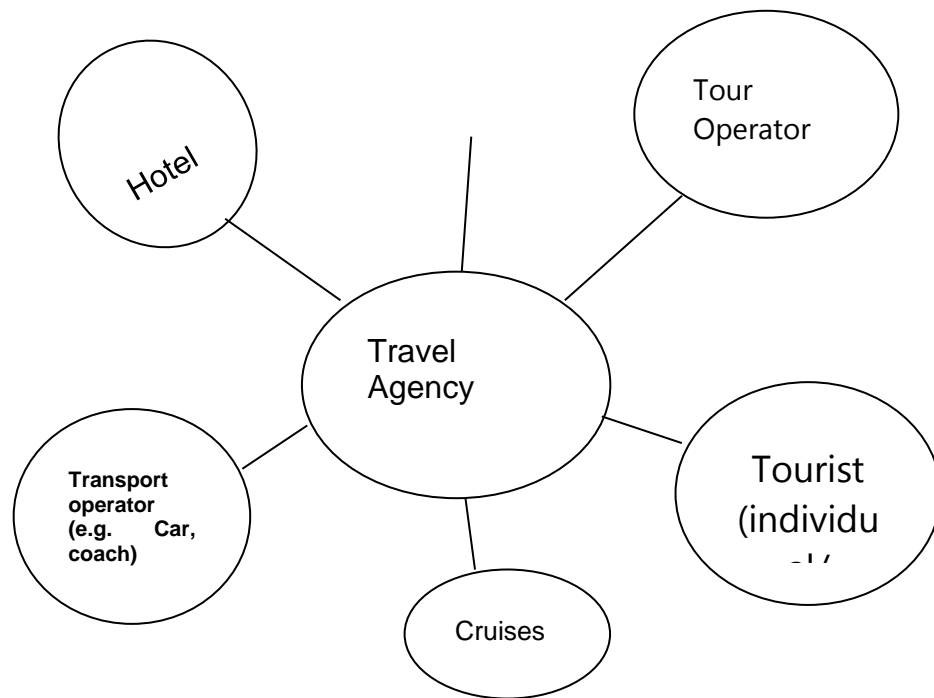 Hotel
Tour
Operator
Travel
Agency
Transport
operator
(e.g. Car,
coach)
Tourist
(individu
Cruises